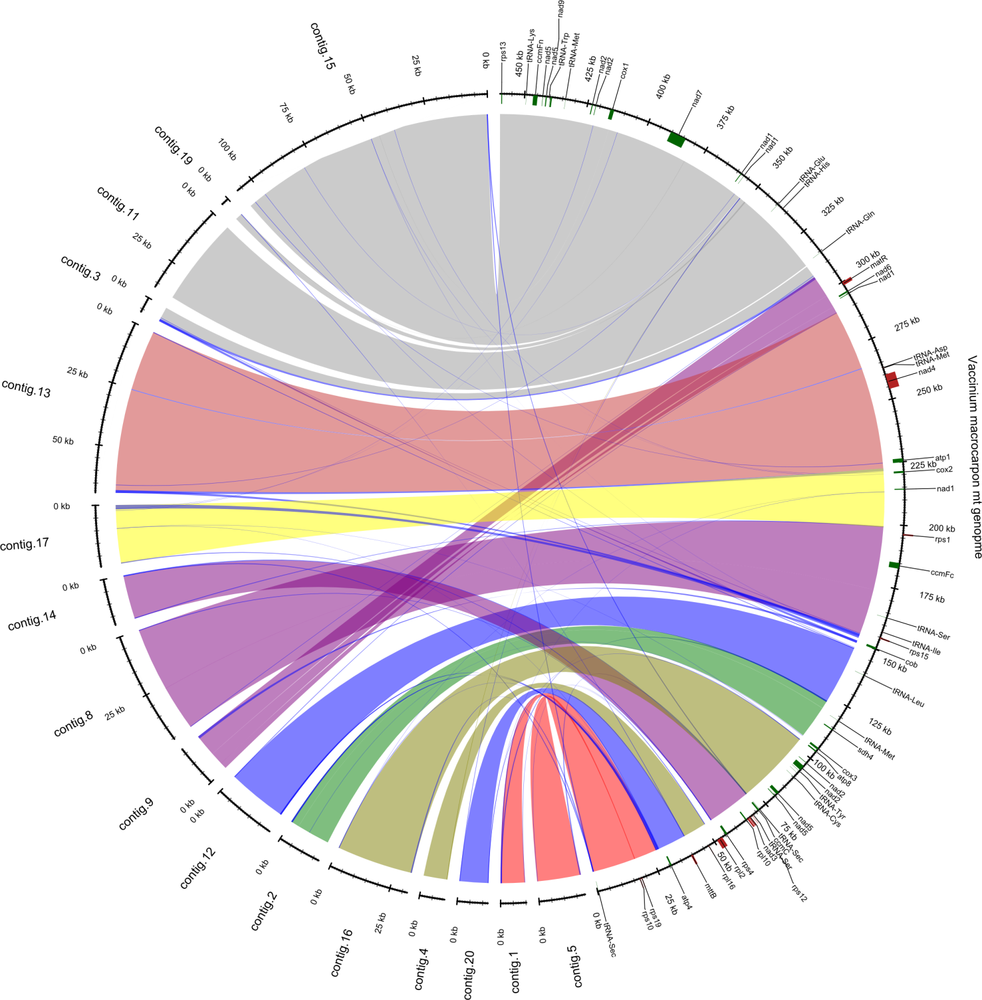 rps13
450 kb
tRNA-Lys
ccmFn
nad5
nad5
nad9
tRNA-Trp
tRNA-Met
425 kb
nad2
nad2
cox1
400 kb
nad7
375 kb
nad1
nad1
350 kb
tRNA-Glu
tRNA-His
325 kb
tRNA-Gln
300 kb
matR
nad6
nad1
275 kb
tRNA-Asp
tRNA-Met
nad4
250 kb
Vaccinium macrocarpon mt genopme
atp1
225 kb
cox2
nad1
200 kb
rps1
ccmFc
175 kb
tRNA-Ser
tRNA-Ile
rps15
cob
150 kb
tRNA-Leu
125 kb
tRNA-Met
sdh4
cox3
atp8
100 kb
nad2
nad2
tRNA-Tyr
tRNA-Cys
nad5
nad5
75 kb
tRNA-Sec
ccmC
tRNA-Ser
rps12
nad3
rpl10
rps4
rpl2
50 kb
rpl16
mttB
atp4
25 kb
rps19
rps10
tRNA-Sec
0 kb
contig.5
0 kb
contig.1
0 kb
contig.20
0 kb
contig.4
0 kb
25 kb
contig.16
0 kb
contig.2
0 kb
contig.12
0 kb
0 kb
contig.9
25 kb
contig.8
0 kb
contig.14
0 kb
contig.17
0 kb
50 kb
contig.13
25 kb
0 kb
contig.3
0 kb
25 kb
contig.11
0 kb
contig.19
0 kb
100 kb
75 kb
contig.15
50 kb
25 kb
0 kb